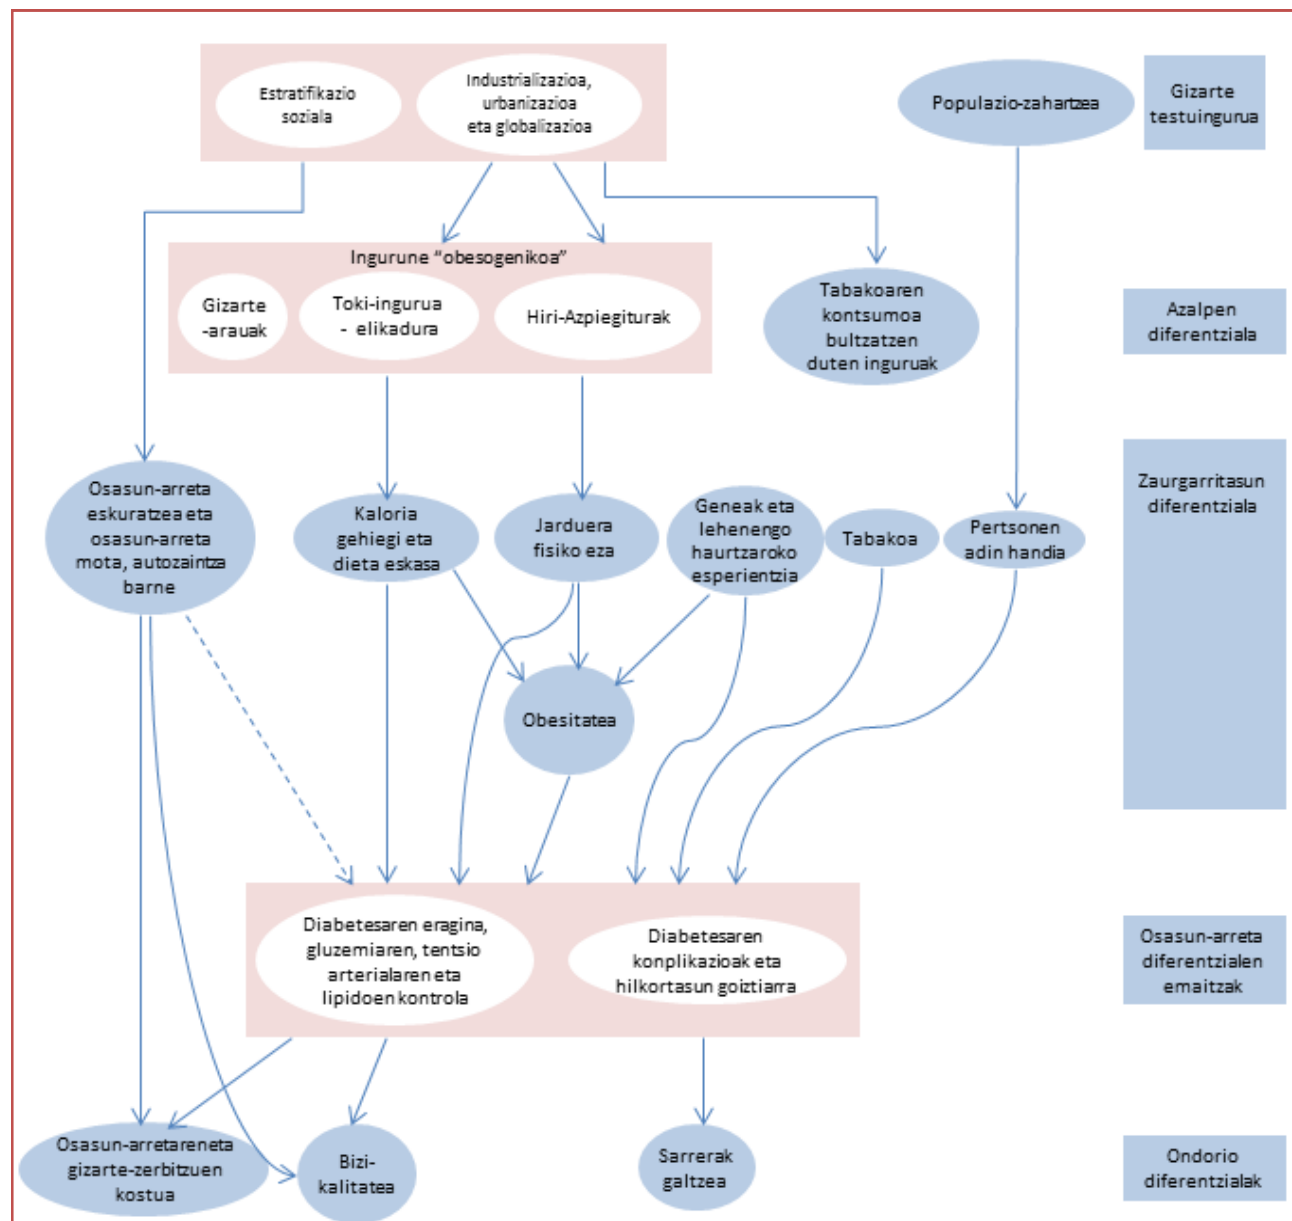 Estratifikazio
soziala
Industrializazioa,
urbanizazioa
eta globalizazioa
Populazio-zahartzea
Gizarte
testuingurua
Ingurune “obesogenikoa”
Gizarte
-arauak
Toki-ingurua
- elikadura
Hiri-Azpiegiturak
Tabakoaren
kontsumoa
bultzatzen
duten inguruak
Azalpen
diferentziala
Osasun-arreta
eskuratzea eta
osasun-arreta
mota, autozaintza
barne
Kaloria
gehiegi eta
dieta eskasa
Jarduera
fisiko eza
Geneak eta
lehenengo
haurtzaroko
esperientzia
Tabakoa
Pertsonen
adin handia
Zaurgarritasun
diferentziala
Obesitatea
Diabetesaren eragina,
gluzemiaren, tentsio
arterialaren eta
lipidoen kontrola
Diabetesaren
konplikazioak eta
hilkortasun goiztiarra
Osasun-arreta
diferentzialen
emaitzak
Osasun-arretareneta
gizarte-zerbitzuen
kostua
Bizi-
kalitatea
Sarrerak
galtzea
Ondorio
diferentzialak